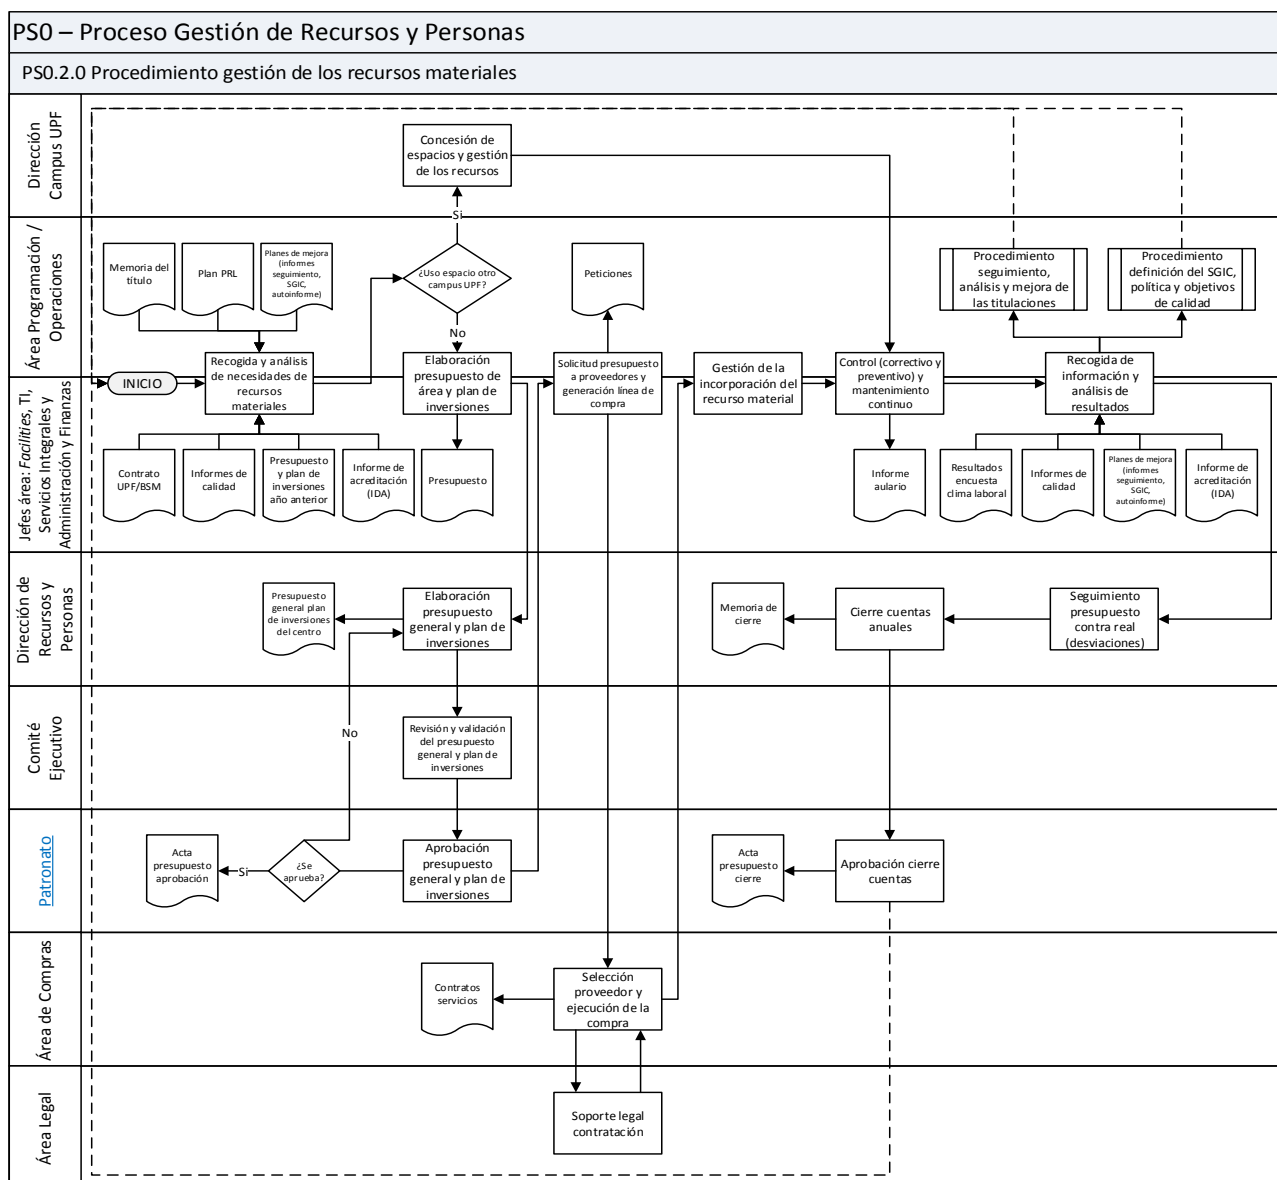 PS0 – Proceso Gestión de Recursos y Personas
PS0.2.0 Procedimiento gestión de los recursos materiales
Dirección
Campus UPF
Concesión de
espacios y gestión
de los recursos
Si
Área Programación /
Operaciones
Memoria del
título
Plan PRL
Planes de mejora
(informes
seguimiento,
SGIC,
autoinforme)
¿Uso espacio otro
campus UPF?
No
Peticiones
Procedimiento
seguimiento,
análisis y mejora de
las titulaciones
Procedimiento
definición del SGIC,
política y objetivos
de calidad
INICIO
Recogida y análisis
de necesidades de
recursos
materiales
Elaboración
presupuesto de
área y plan de
inversiones
Solicitud presupuesto
a proveedores y
generación línea de
compra
Gestión de la
incorporación del
recurso material
Control (correctivo y
preventivo) y
mantenimiento
continuo
Recogida de
información y
análisis de
resultados
Jefes área: Facilities, TI,
Servicios Integrales y
Administración y Finanzas
Contrato
UPF/BSM
Informes de
calidad
Presupuesto
y plan de
inversiones
año anterior
Informe de
acreditación
(IDA)
Presupuesto
Informe
aulario
Resultados
encuesta
clima laboral
Informes de
calidad
Planes de mejora
(informes
seguimiento,
SGIC,
autoinforme)
Informe de
acreditación
(IDA)
Dirección de
Recursos y
Personas
Presupuesto
general plan
de inversiones
del centro
Elaboración
presupuesto
general y plan de
inversiones
Memoria de
cierre
Cierre cuentas
anuales
Seguimiento
presupuesto
contra real
(desviaciones)
Comité
Ejecutivo
No
Revisión y validación
del presupuesto
general y plan de
inversiones
Patronato
Acta
presupuesto
aprobación
Si
¿Se
aprueba?
Aprobación
presupuesto
general y plan de
inversiones
Acta
presupuesto
cierre
Aprobación cierre
cuentas
Área de Compras
Contratos
servicios
Selección
proveedor y
ejecución de la
compra
Área Legal
Soporte legal
contratación